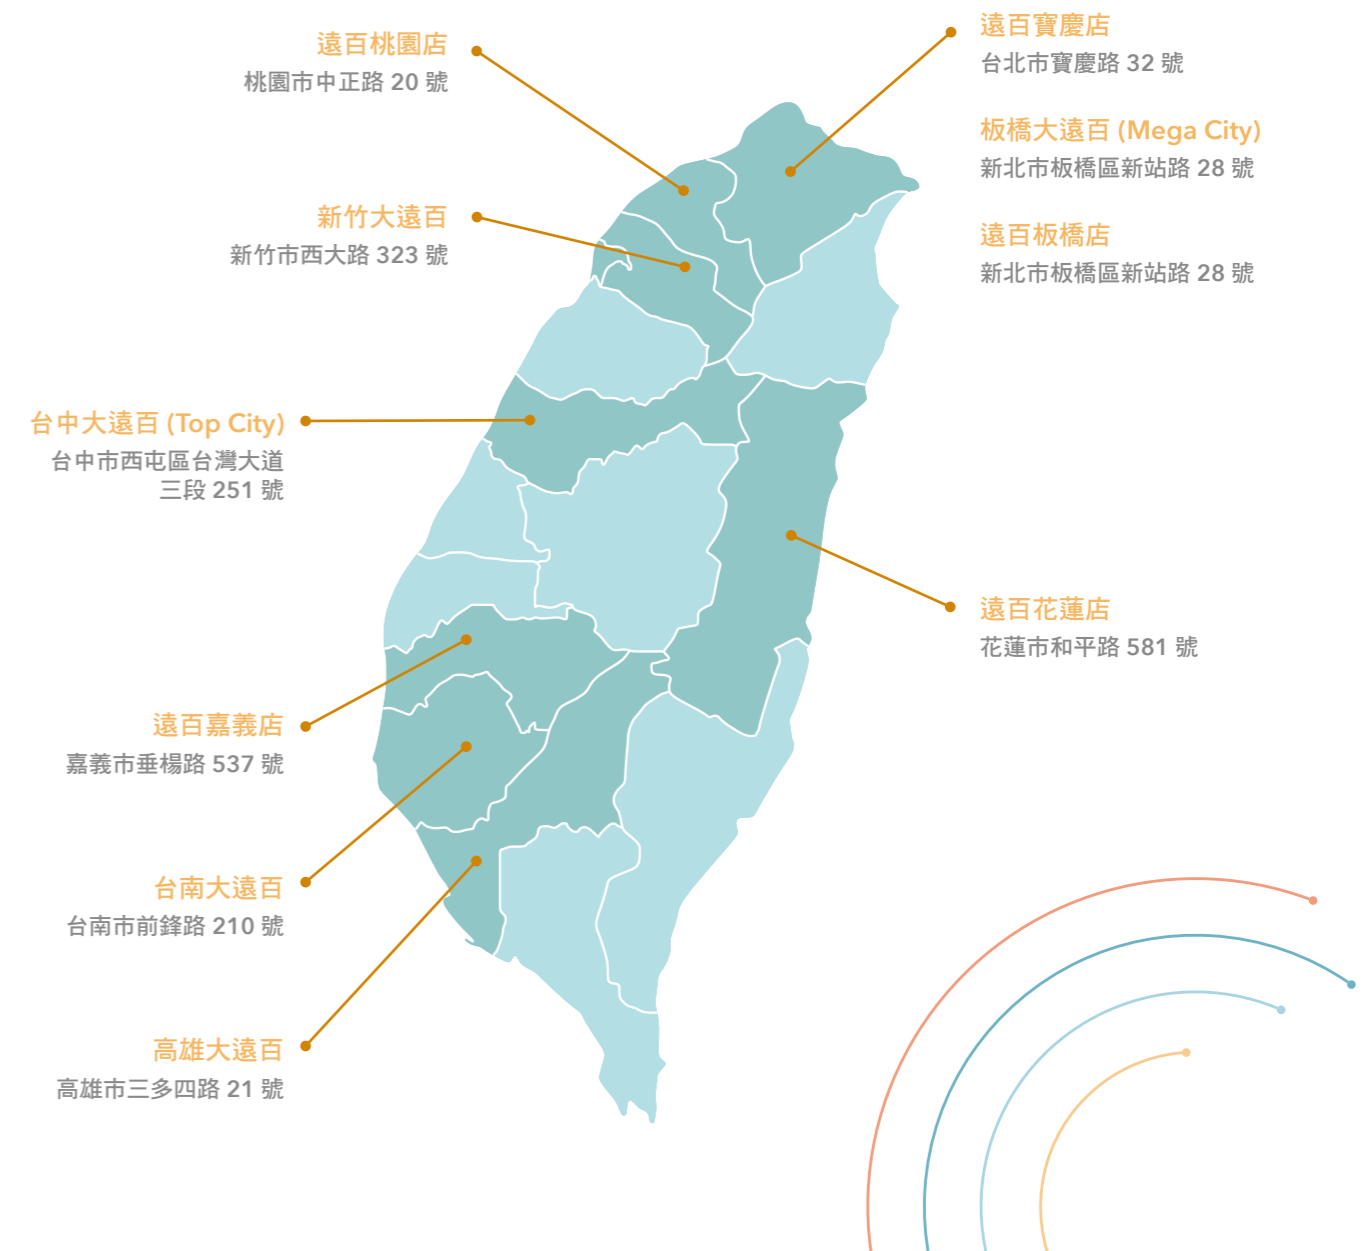 遠百桃園店
桃園市中正路 20 號
新竹大遠百
新竹市西大路 323 號
台中大遠百 (Top City)
台中市西屯區台灣大道
三段 251 號
遠百嘉義店
嘉義市垂楊路 537 號
台南大遠百
台南市前鋒路 210 號
高雄大遠百
高雄市三多四路 21 號
遠百寶慶店
台北市寶慶路 32 號
板橋大遠百 (Mega City)
新北市板橋區新站路 28 號
遠百板橋店
新北市板橋區新站路 28 號
遠百花蓮店
花蓮市和平路 581 號